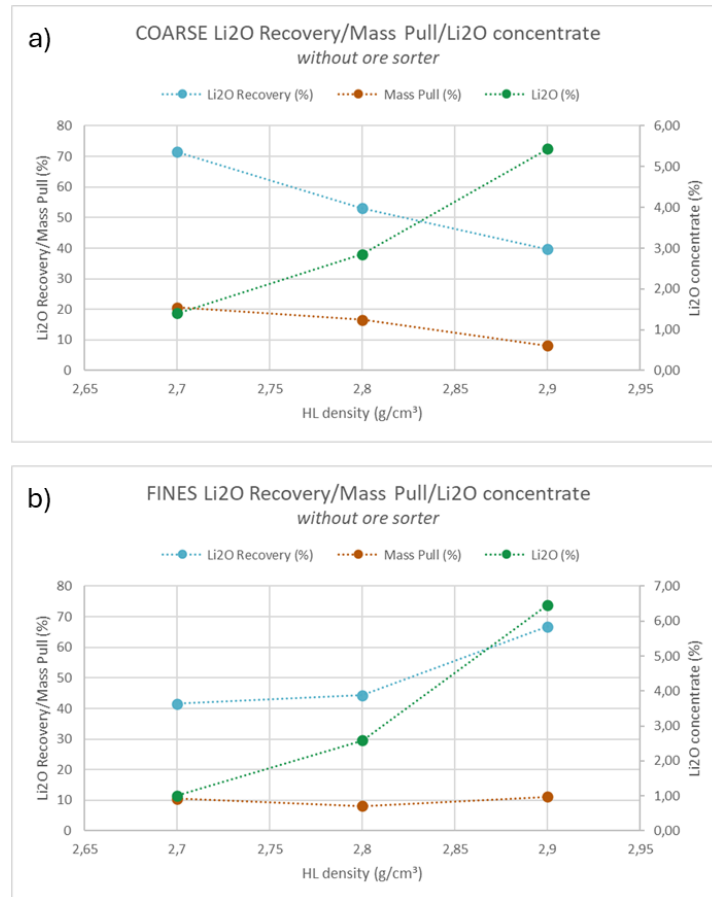 a)
COARSE Li2O Recovery/Mass Pull/Li2O concentrate
without ore sorter
Li2O Recovery (%) Mass Pull (%) Li2O (%)
Li2O Recovery/Mass Pull (%)
80
70
60
50
40
30
20
10
0
6,00
5,00
4,00
3,00
2,00
1,00
0,00
Li2O concentrate (%)
2,65 2,7 2,75 2,8 2,85 2,9 2,95
HL density (g/cm³)
b)
FINES Li2O Recovery/Mass Pull/Li2O concentrate
without ore sorter
Li2O Recovery (%) Mass Pull (%) Li2O (%)
Li2O Recovery/Mass Pull (%)
80
70
60
50
40
30
20
10
0
7,00
6,00
5,00
4,00
3,00
2,00
1,00
0,00
Li2O concentrate (%)
2,65 2,7 2,75 2,8 2,85 2,9 2,95
HL density (g/cm³)